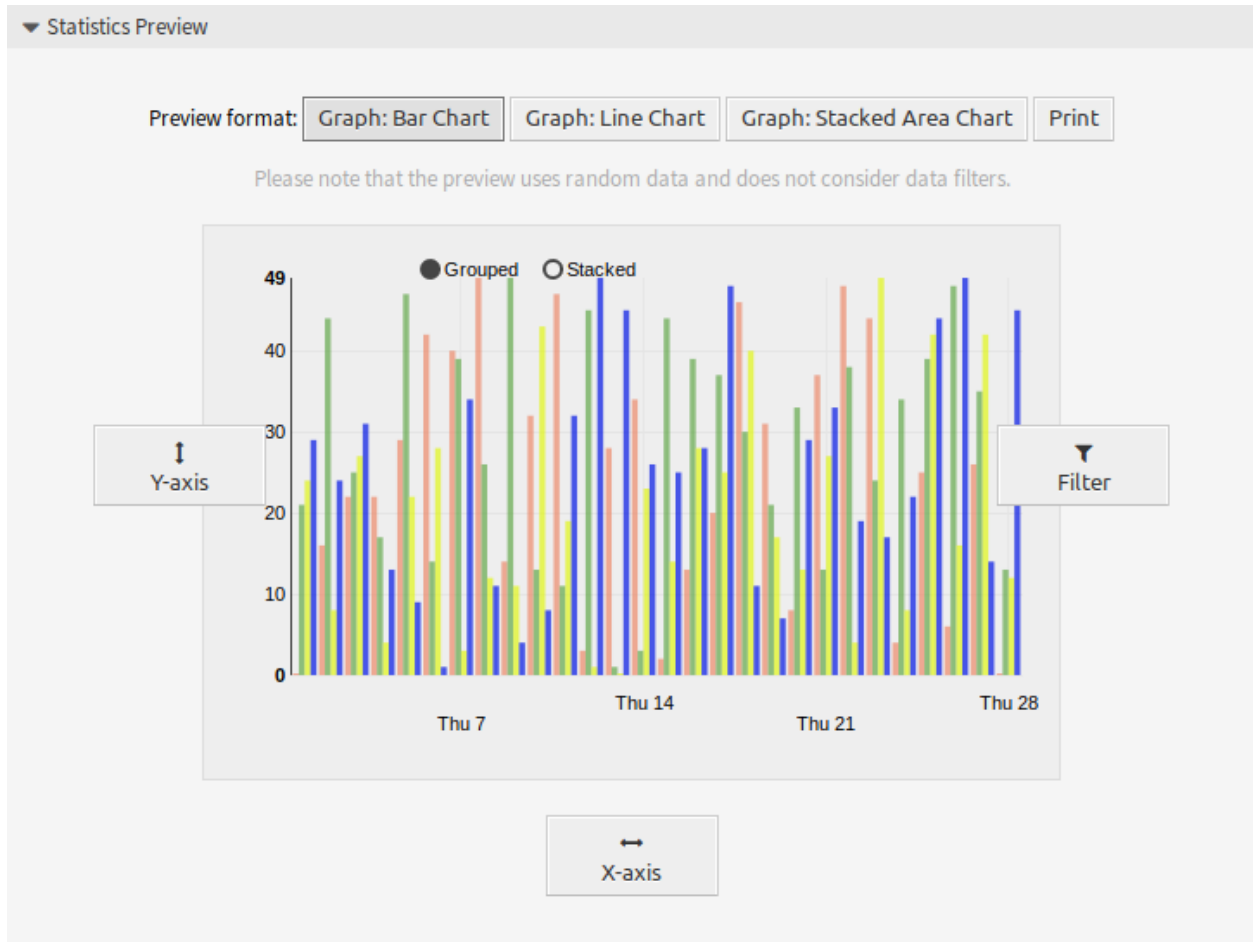 Statistics Preview
Preview format: Graph: Bar Chart Graph: Line Chart Graph: Stacked Area Chart Print
Please note that the preview uses random data and does not consider data filters.
Grouped Stacked
49
40
30
20
10
0
Y-axis
Filter
Thu 7
Thu 14
Thu 21
Thu 28
X-axis